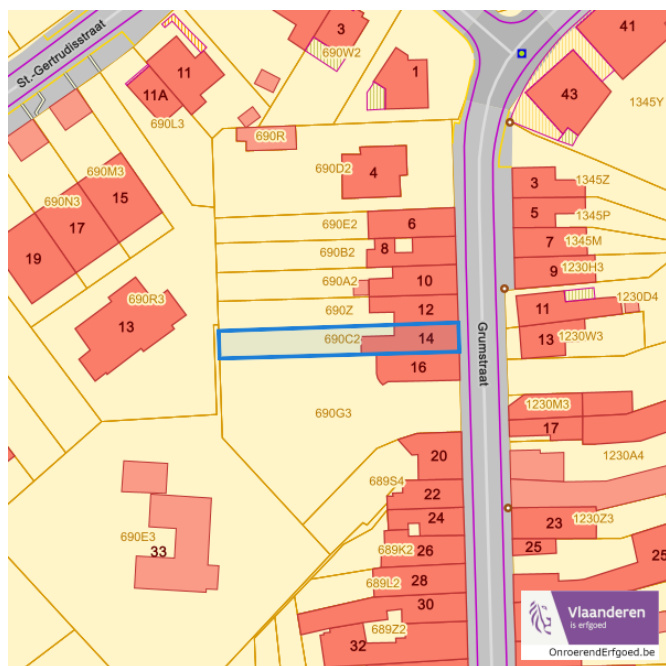 41
3
690W2
St.-Gertrudisstraat
11
1
43
11A
1345Y
690L3
690R
690D2
4
690M3
3
1345Z
690N3
15
5
1345P
17
690E2
6
19
8
7
1345M
690B2
9
1230H3
690A2
10
690R3
690Z
12
11
1230D4
13
Grumstraat
690C2
14
13
1230W3
16
690G3
1230M3
17
20
1230A4
689S4
22
24
23
1230Z3
690E3
33
26
25
25
689K2
28
689L2
30
689Z2
32
Vlaanderen
is erfgoed
OnroerendErfgoed.be